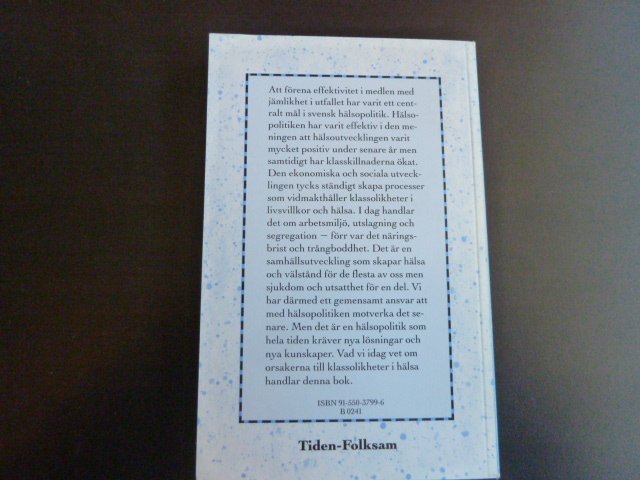 Att förena effektivitet i medlen med
jämlikhet i utfallet har varit ett cent-
ralt mål i svensk hälsopolitik. Hälso-
politiken har varit effektiv i den me-
ningen att hälsoutvecklingen varit
mycket positiv under senare år men
samtidigt har klasskillnaderna ökat.
Den ekonomiska och sociala utveck-
lingen tycks ständigt skapa processer
som vidmakthåller klassolikheter i
livsvillkor och hälsa. I dag handlar
det om arbetsmiljö, utslagning och
segregation – förr var det närings-
brist och trångboddhet. Det är en
samhällsutveckling som skapar hälsa
och välstånd för de flesta av oss men
sjukdom och utsatthet för en del. Vi
har därmed ett gemensamt ansvar att
med hälsopolitiken motverka det se-
nare. Men det är en hälsopolitik som
hela tiden kräver nya lösningar och
nya kunskaper. Vad vi idag vet om
orsakerna till klassolikheter i hälsa
handlar denna bok.
ISBN 91-550-3799-6
B 0241
Tiden-Folksam